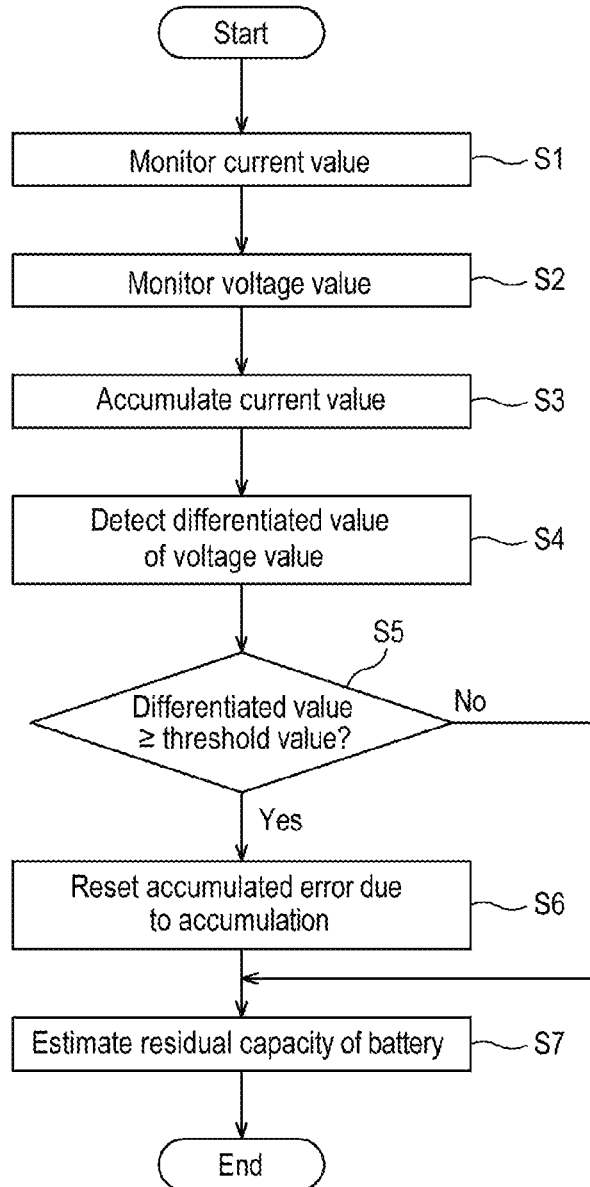 Start
Monitor current value
S1
Monitor voltage value
S2
Accumulate current value
S3
Detect differentiated value
of voltage value
S4
S5
Differentiated value
≥ threshold value?
No
Yes
Reset accumulated error due
to accumulation
S6
Estimate residual capacity of battery
S7
End